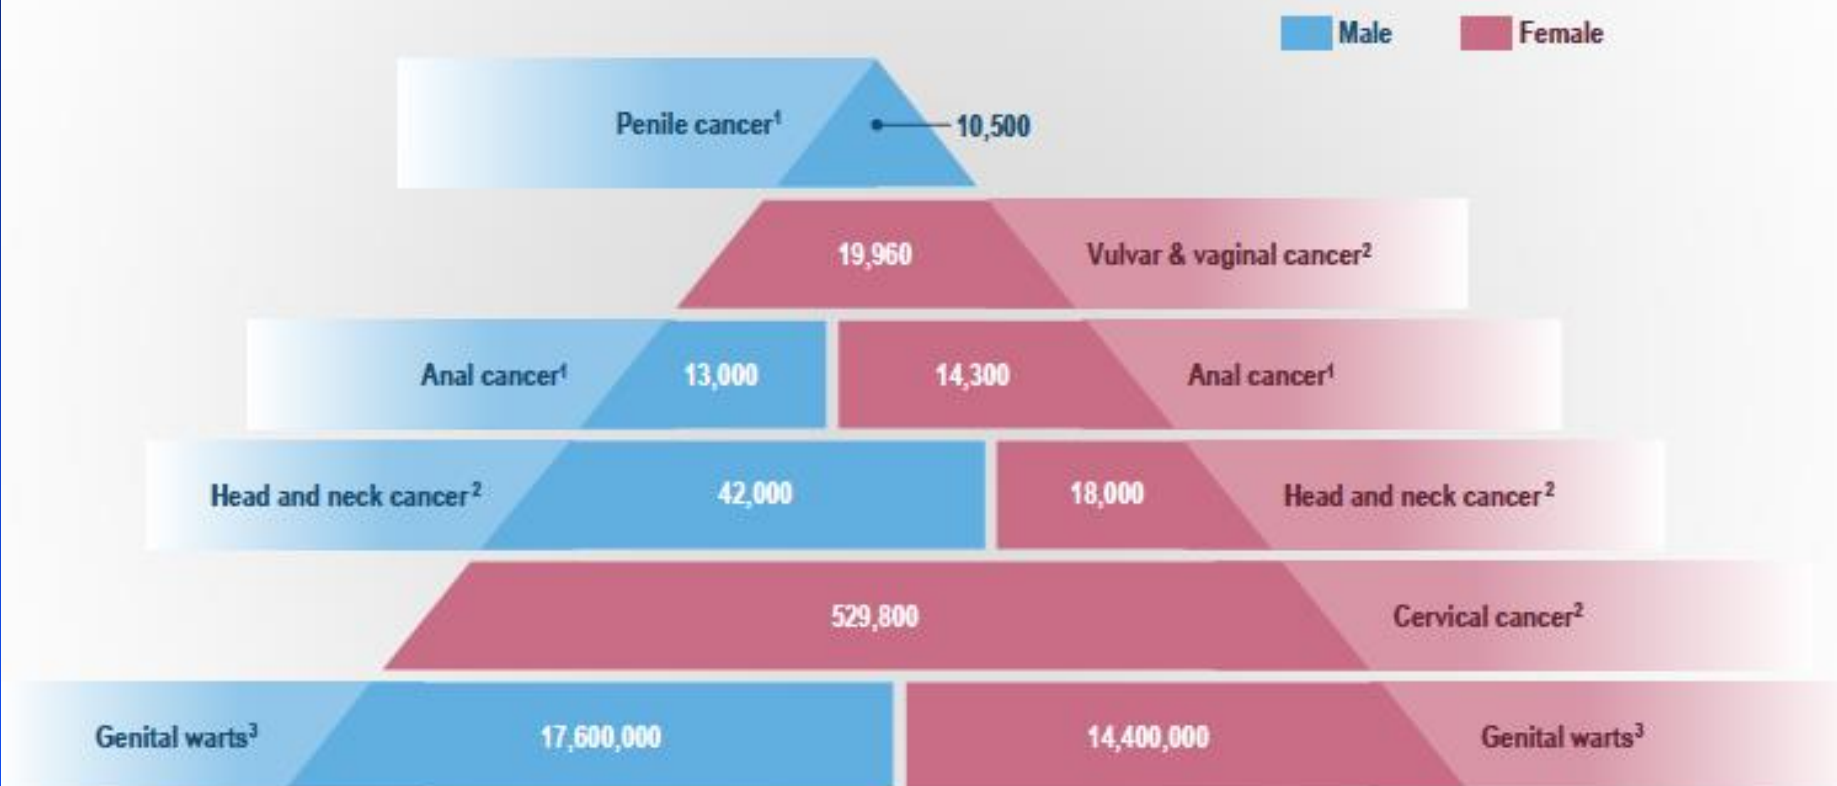 Male Female
Penile cancer¹ 10,500
19,960 Vulvar & vaginal cancer²
Anal cancer¹ 13,000 14,300 Anal cancer¹
Head and neck cancer² 42,000 18,000 Head and neck cancer²
529,800 Cervical cancer²
Genital warts³ 17,600,000 14,400,000 Genital warts³